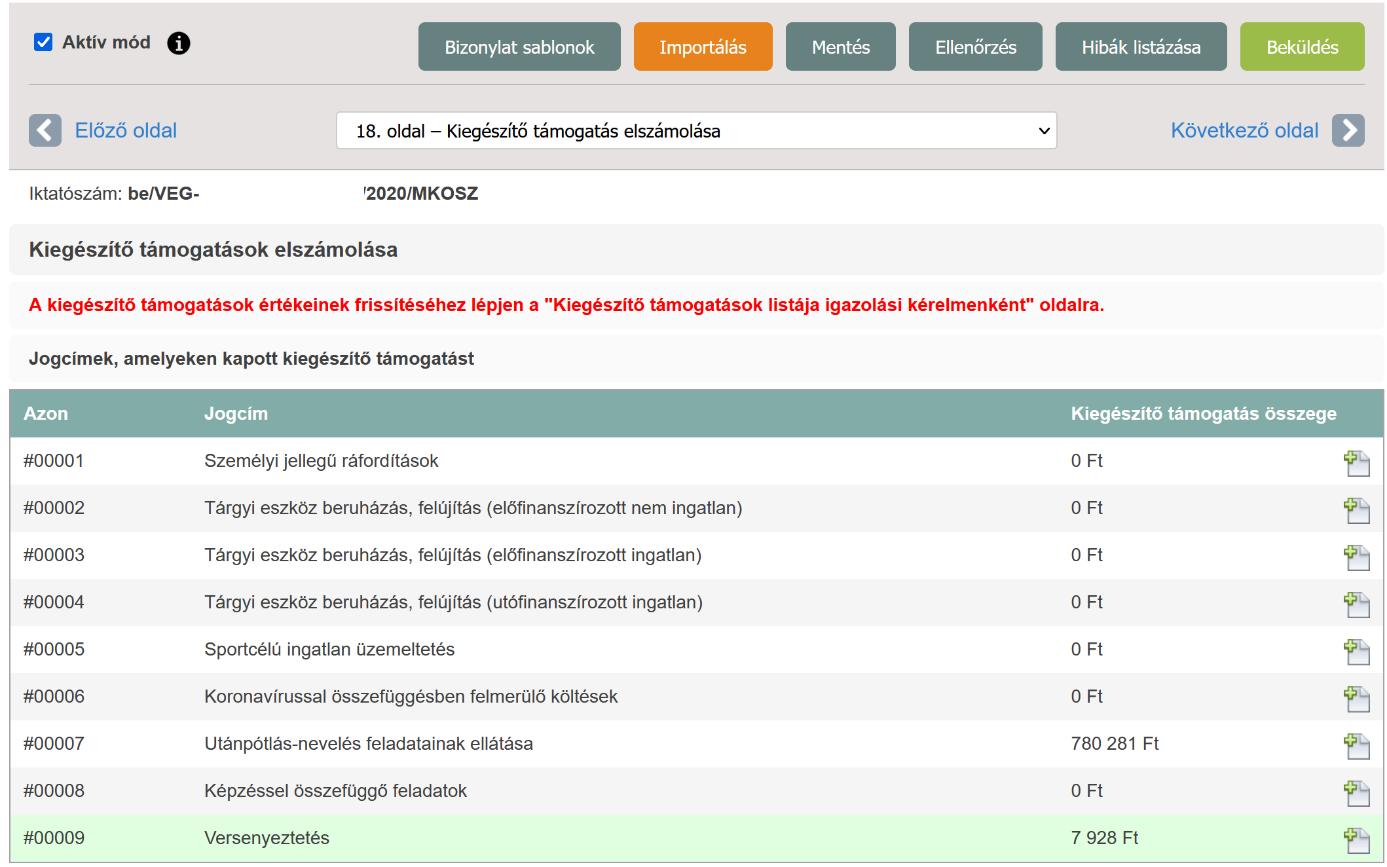 Aktív mód
Bizonylat sablonok
Importálás
Mentés
Ellenőrzés
Hibák listázása
Beküldés
Előző oldal
18. oldal – Kiegészítő támogatás elszámolása
Következő oldal
Iktatószám: be/VEG- /2020/MKOSZ
Kiegészítő támogatások elszámolása
A kiegészítő támogatások értékeinek frissítéséhez lépjen a "Kiegészítő támogatások listája igazolási kérelmenként" oldalra.
Jogcímek, amelyeken kapott kiegészítő támogatást
Azon Jogcím Kiegészítő támogatás összege
#00001 Személyi jellegű ráfordítások 0 Ft
#00002 Tárgyi eszköz beruházás, felújítás (előfinanszírozott nem ingatlan) 0 Ft
#00003 Tárgyi eszköz beruházás, felújítás (előfinanszírozott ingatlan) 0 Ft
#00004 Tárgyi eszköz beruházás, felújítás (utófinanszírozott ingatlan) 0 Ft
#00005 Sportcélú ingatlan üzemeltetés 0 Ft
#00006 Koronavírussal összefüggésben felmerülő költések 0 Ft
#00007 Utánpótlás-nevelés feladatainak ellátása 780 281 Ft
#00008 Képzéssel összefüggő feladatok 0 Ft
#00009 Versenyeztetés 7 928 Ft